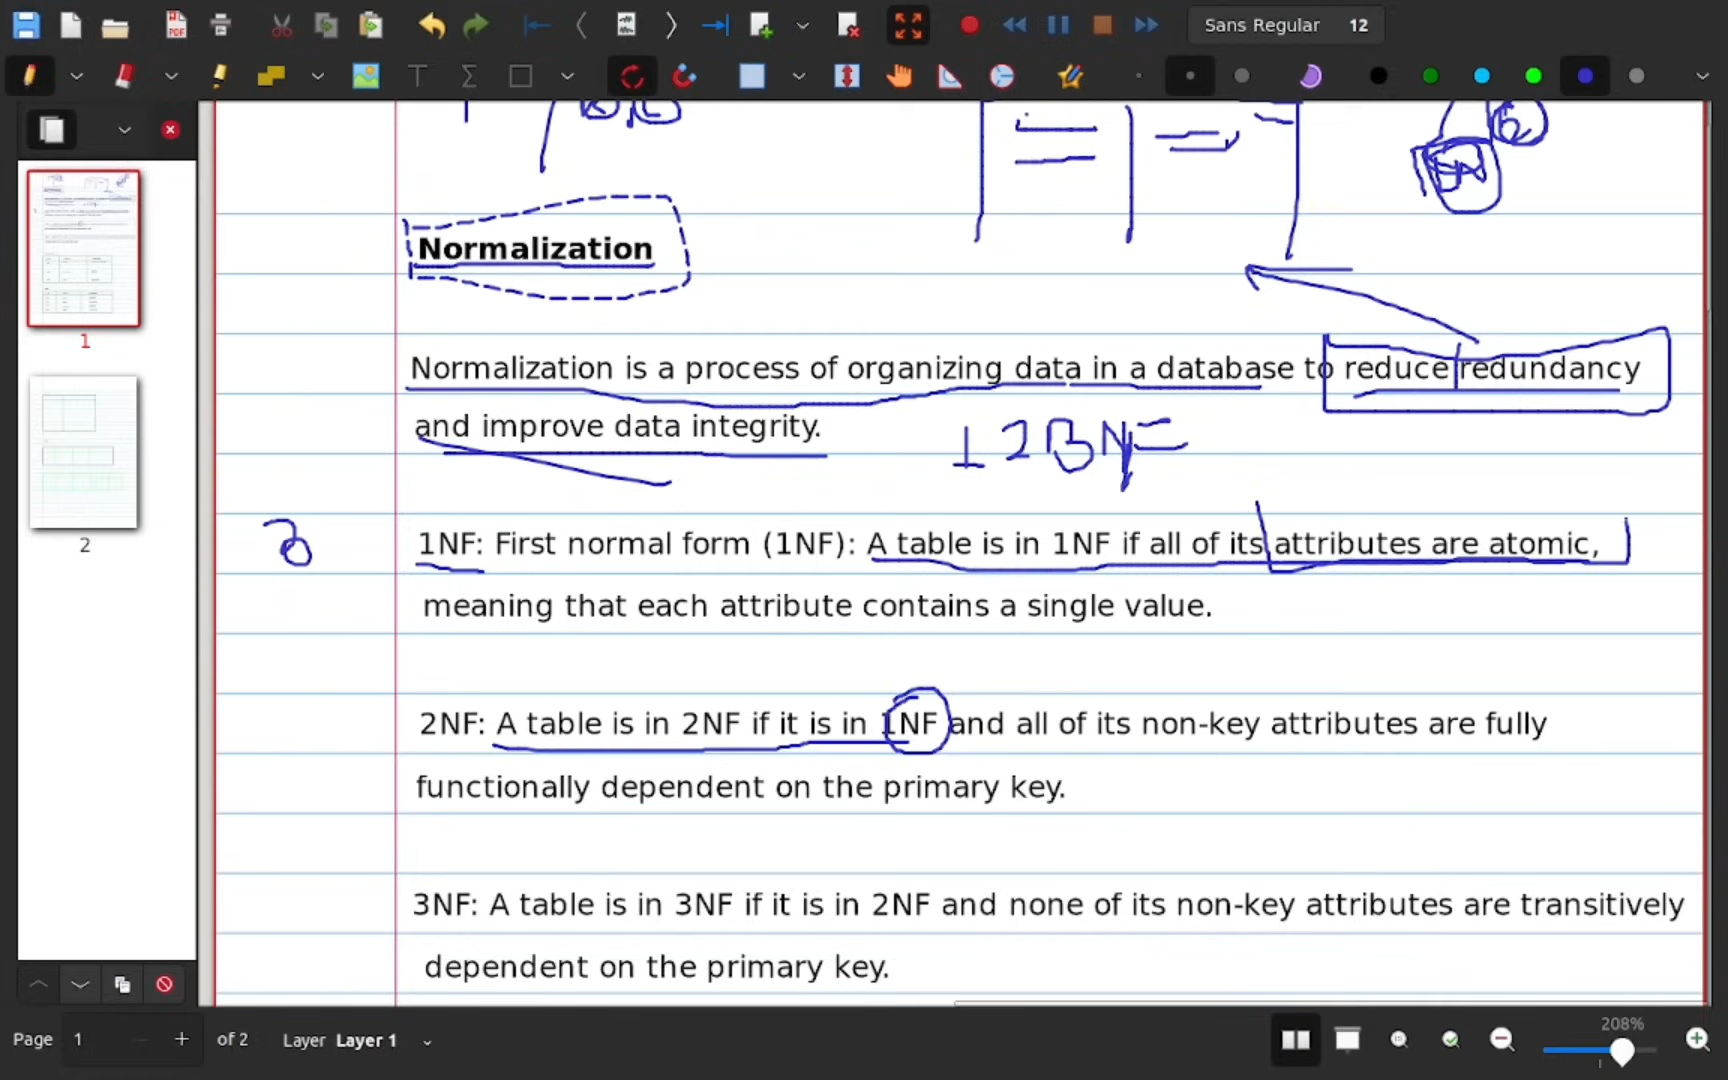 Sans Regular 12
Normalization
Normalization is a process of organizing data in a database to reduce redundancy
and improve data integrity.
1 2 3 NF
1NF: First normal form (1NF): A table is in 1NF if all of its attributes are atomic,
meaning that each attribute contains a single value.
2NF: A table is in 2NF if it is in 1NF and all of its non-key attributes are fully
functionally dependent on the primary key.
3NF: A table is in 3NF if it is in 2NF and none of its non-key attributes are transitively
dependent on the primary key.
1
2
Page 1 of 2 Layer Layer 1
208%